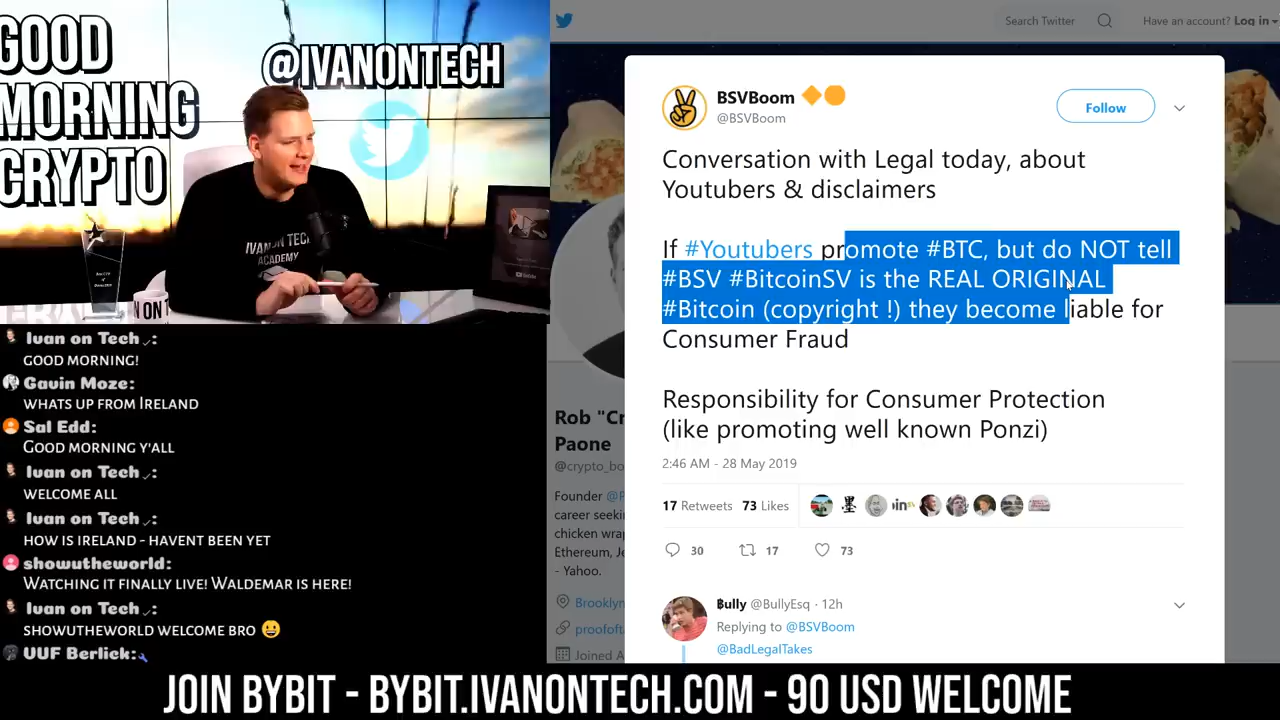 GOOD
MORNING
CRYPTO
@IVANONTECH
IVAN ON TECH
ACADEMY
ON
Ivan on Tech:
GOOD MORNING!
Gavin Moze:
WHATS UP FROM IRELAND
Sal Edd:
GOOD MORNING Y'ALL
Ivan on Tech:
WELCOME ALL
Ivan on Tech:
HOW IS IRELAND - HAVENT BEEN YET
showutheworld:
WATCHING IT FINALLY LIVE! WALDEMAR IS HERE!
Ivan on Tech:
SHOWUTHEWORLD WELCOME BRO 😀
UUF Berlick:
Search Twitter
Have an account? Log in
BSVBoom 🔶🟠
@BSVBoom
Follow
Conversation with Legal today, about
Youtubers & disclaimers
If #Youtubers promote #BTC, but do NOT tell
#BSV #BitcoinSV is the REAL ORIGINAL
#Bitcoin (copyright !) they become liable for
Consumer Fraud
Responsibility for Consumer Protection
(like promoting well known Ponzi)
2:46 AM - 28 May 2019
17 Retweets 73 Likes
30 17 73
₿ully @BullyEsq · 12h
Replying to @BSVBoom
@BadLegalTakes
Rob "Cr
Paone
@crypto_bo
Founder @P
career seekin
chicken wrap
Ethereum, Je
- Yahoo.
Brooklyn
proofofta
Joined A
JOIN BYBIT - BYBIT.IVANONTECH.COM - 90 USD WELCOME